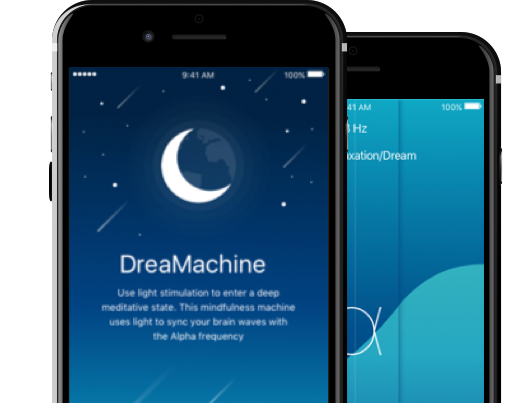 9:41 AM 100%
DreaMachine
Use light stimulation to enter a deep
meditative state. This mindfulness machine
uses light to sync your brain waves with
the Alpha frequency
41 AM 100%
Hz
xation/Dream
α